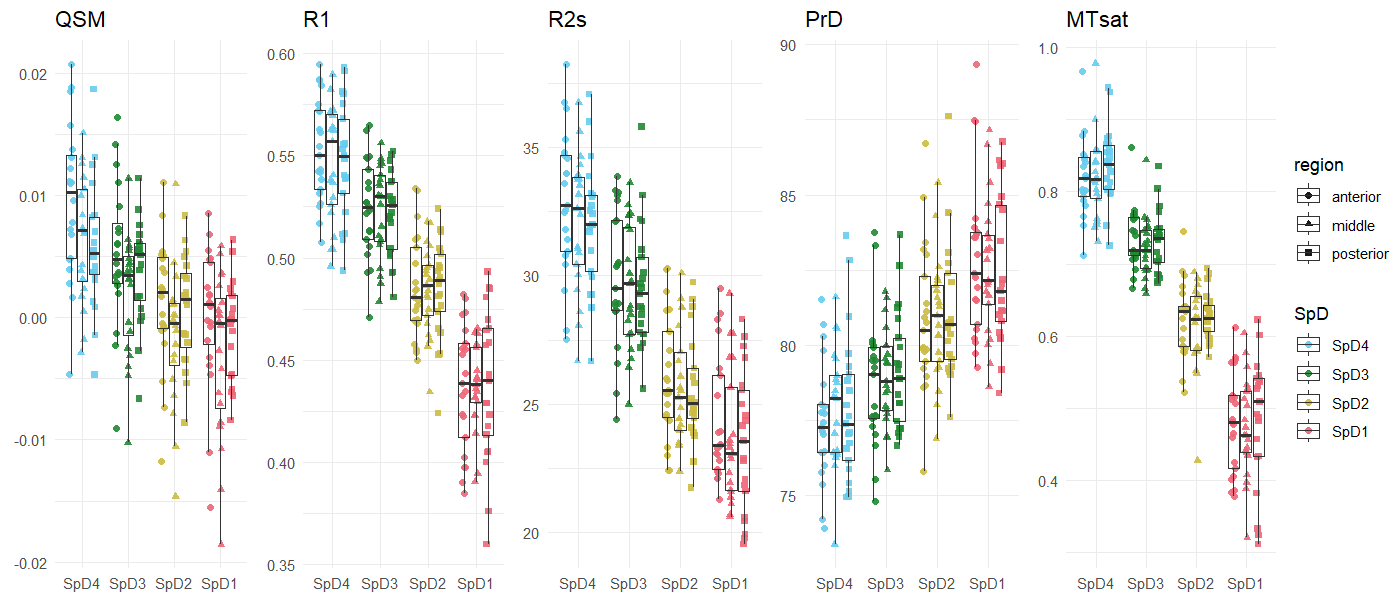 QSM
R1
R2s
PrD
MTsat
0.02
0.01
0.00
-0.01
-0.02
SpD4 SpD3 SpD2 SpD1
0.60
0.55
0.50
0.45
0.40
0.35
SpD4 SpD3 SpD2 SpD1
35
30
25
20
SpD4 SpD3 SpD2 SpD1
90
85
80
75
SpD4 SpD3 SpD2 SpD1
1.0
0.8
0.6
0.4
SpD4 SpD3 SpD2 SpD1
region
anterior
middle
posterior
SpD
SpD4
SpD3
SpD2
SpD1